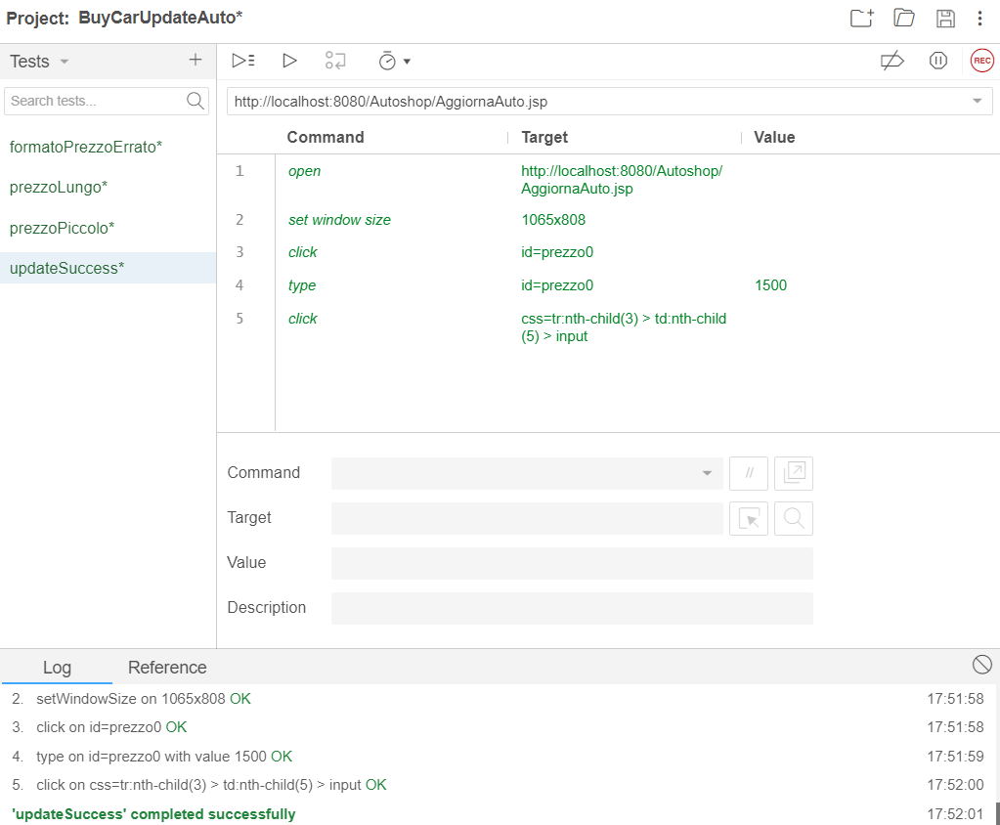 Project: BuyCarUpdateAuto*
Tests
Search tests...
formatoPrezzoErrato*
prezzoLungo*
prezzoPiccolo*
updateSuccess*
REC
http://localhost:8080/Autoshop/AggiornaAuto.jsp
Command Target Value
1 open http://localhost:8080/Autoshop/
AggiornaAuto.jsp
2 set window size 1065x808
3 click id=prezzo0
4 type id=prezzo0 1500
5 click css=tr:nth-child(3) > td:nth-child
(5) > input
Command //
Target
Value
Description
Log Reference
2. setWindowSize on 1065x808 OK 17:51:58
3. click on id=prezzo0 OK 17:51:58
4. type on id=prezzo0 with value 1500 OK 17:51:59
5. click on css=tr:nth-child(3) > td:nth-child(5) > input OK 17:52:00
'updateSuccess' completed successfully 17:52:01